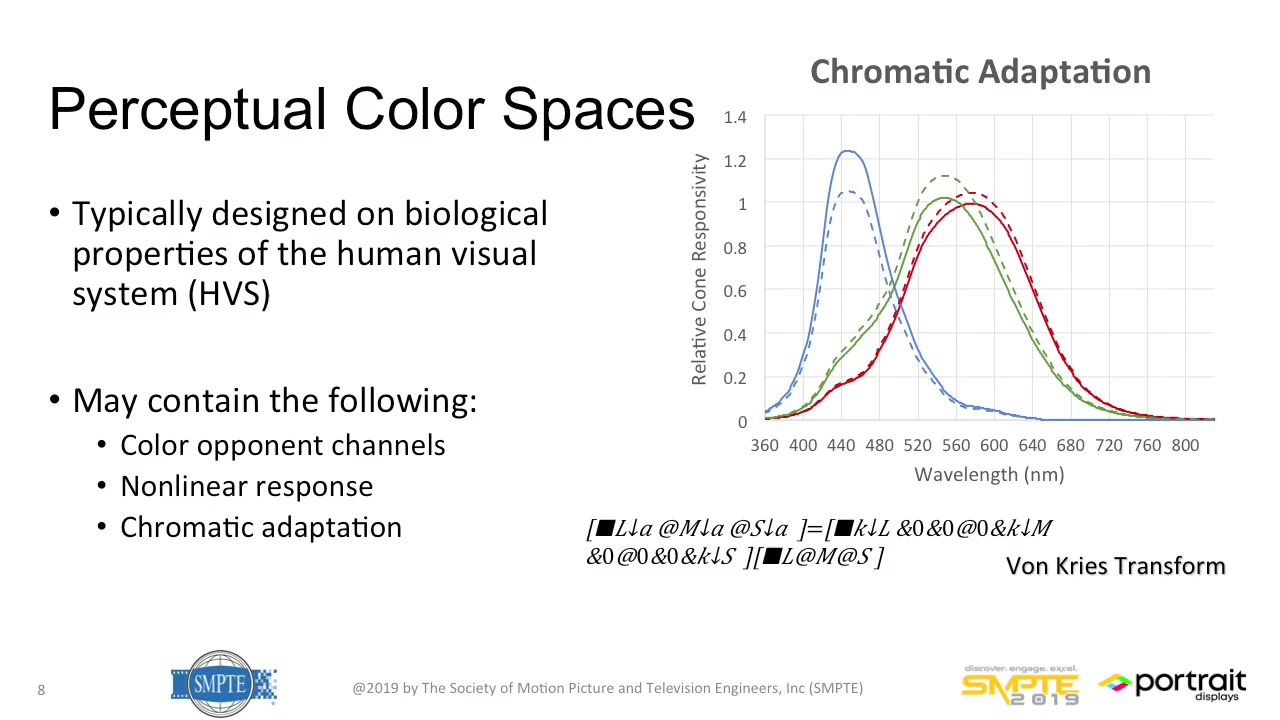 Perceptual Color Spaces
• Typically designed on biological
properties of the human visual
system (HVS)
• May contain the following:
• Color opponent channels
• Nonlinear response
• Chromatic adaptation
Chromatic Adaptation
Relative Cone Responsivity
1.4
1.2
1
0.8
0.6
0.4
0.2
0
360 400 440 480 520 560 600 640 680 720 760 800
Wavelength (nm)
[■L↓a @M↓a @S↓a ]=[■k↓L &0&0@0&k↓M
&0@0&0&k↓S ][■L@M@S ]
Von Kries Transform
8
SMPTE
@2019 by The Society of Motion Picture and Television Engineers, Inc (SMPTE)
discover. engage. excel.
SMPTE
2019
portrait
displays